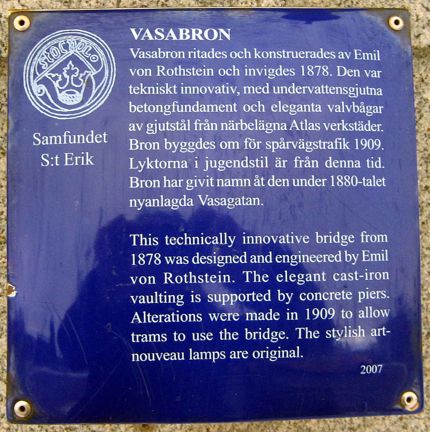 STOCHOLM
Samfundet
S:t Erik
VASABRON
Vasabron ritades och konstruerades av Emil
von Rothstein och invigdes 1878. Den var
tekniskt innovativ, med undervattensgjutna
betongfundament och eleganta valvbågar
av gjutstål från närbelägna Atlas verkstäder.
Bron byggdes om för spårvägstrafik 1909.
Lyktorna i jugendstil är från denna tid.
Bron har givit namn åt den under 1880-talet
nyanlagda Vasagatan.
This technically innovative bridge from
1878 was designed and engineered by Emil
von Rothstein. The elegant cast-iron
vaulting is supported by concrete piers.
Alterations were made in 1909 to allow
trams to use the bridge. The stylish art-
nouveau lamps are original.
2007